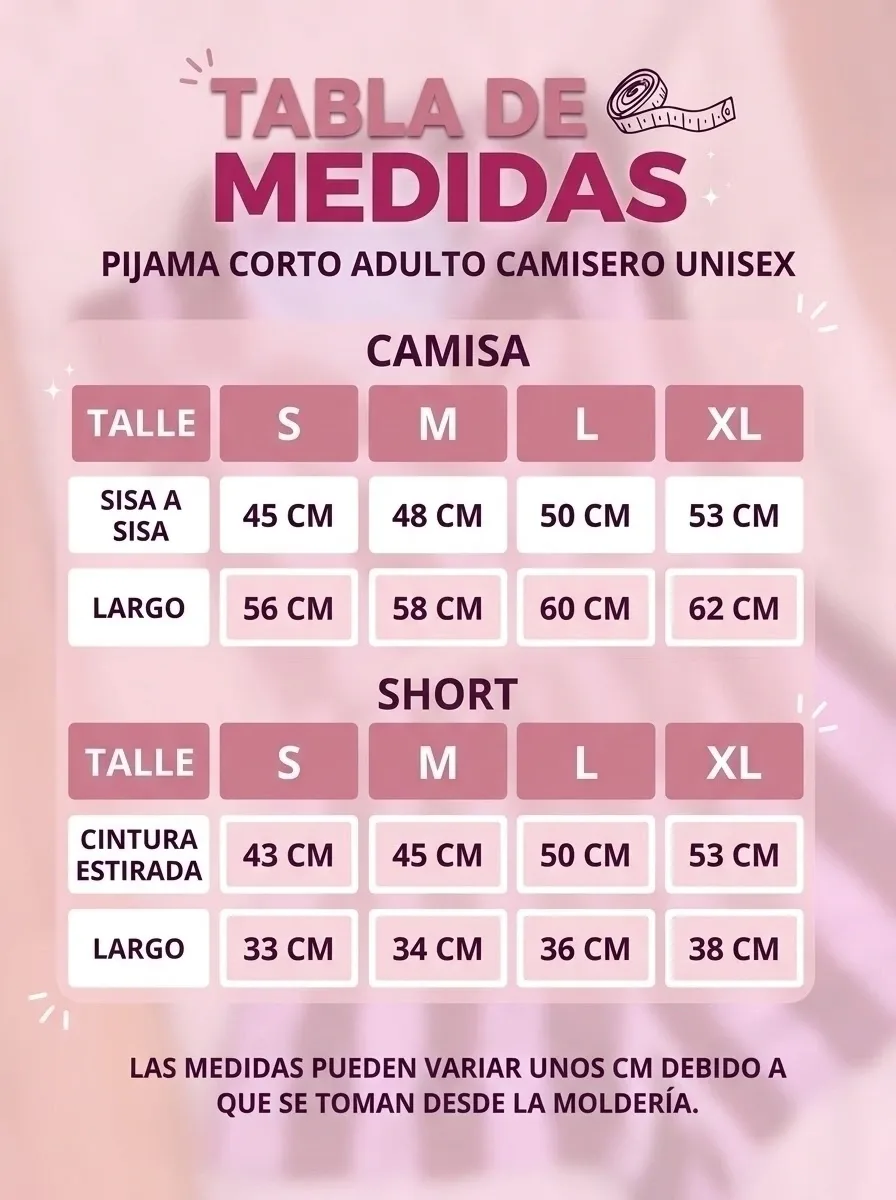 TABLA DE
MEDIDAS
PIJAMA CORTO ADULTO CAMISERO UNISEX
CAMISA
TALLE S M L XL
SISA A
SISA
45 CM 48 CM 50 CM 53 CM
LARGO 56 CM 58 CM 60 CM 62 CM
SHORT
TALLE S M L XL
CINTURA
ESTIRADA
43 CM 45 CM 50 CM 53 CM
LARGO 33 CM 34 CM 36 CM 38 CM
LAS MEDIDAS PUEDEN VARIAR UNOS CM DEBIDO A
QUE SE TOMAN DESDE LA MOLDERÍA.